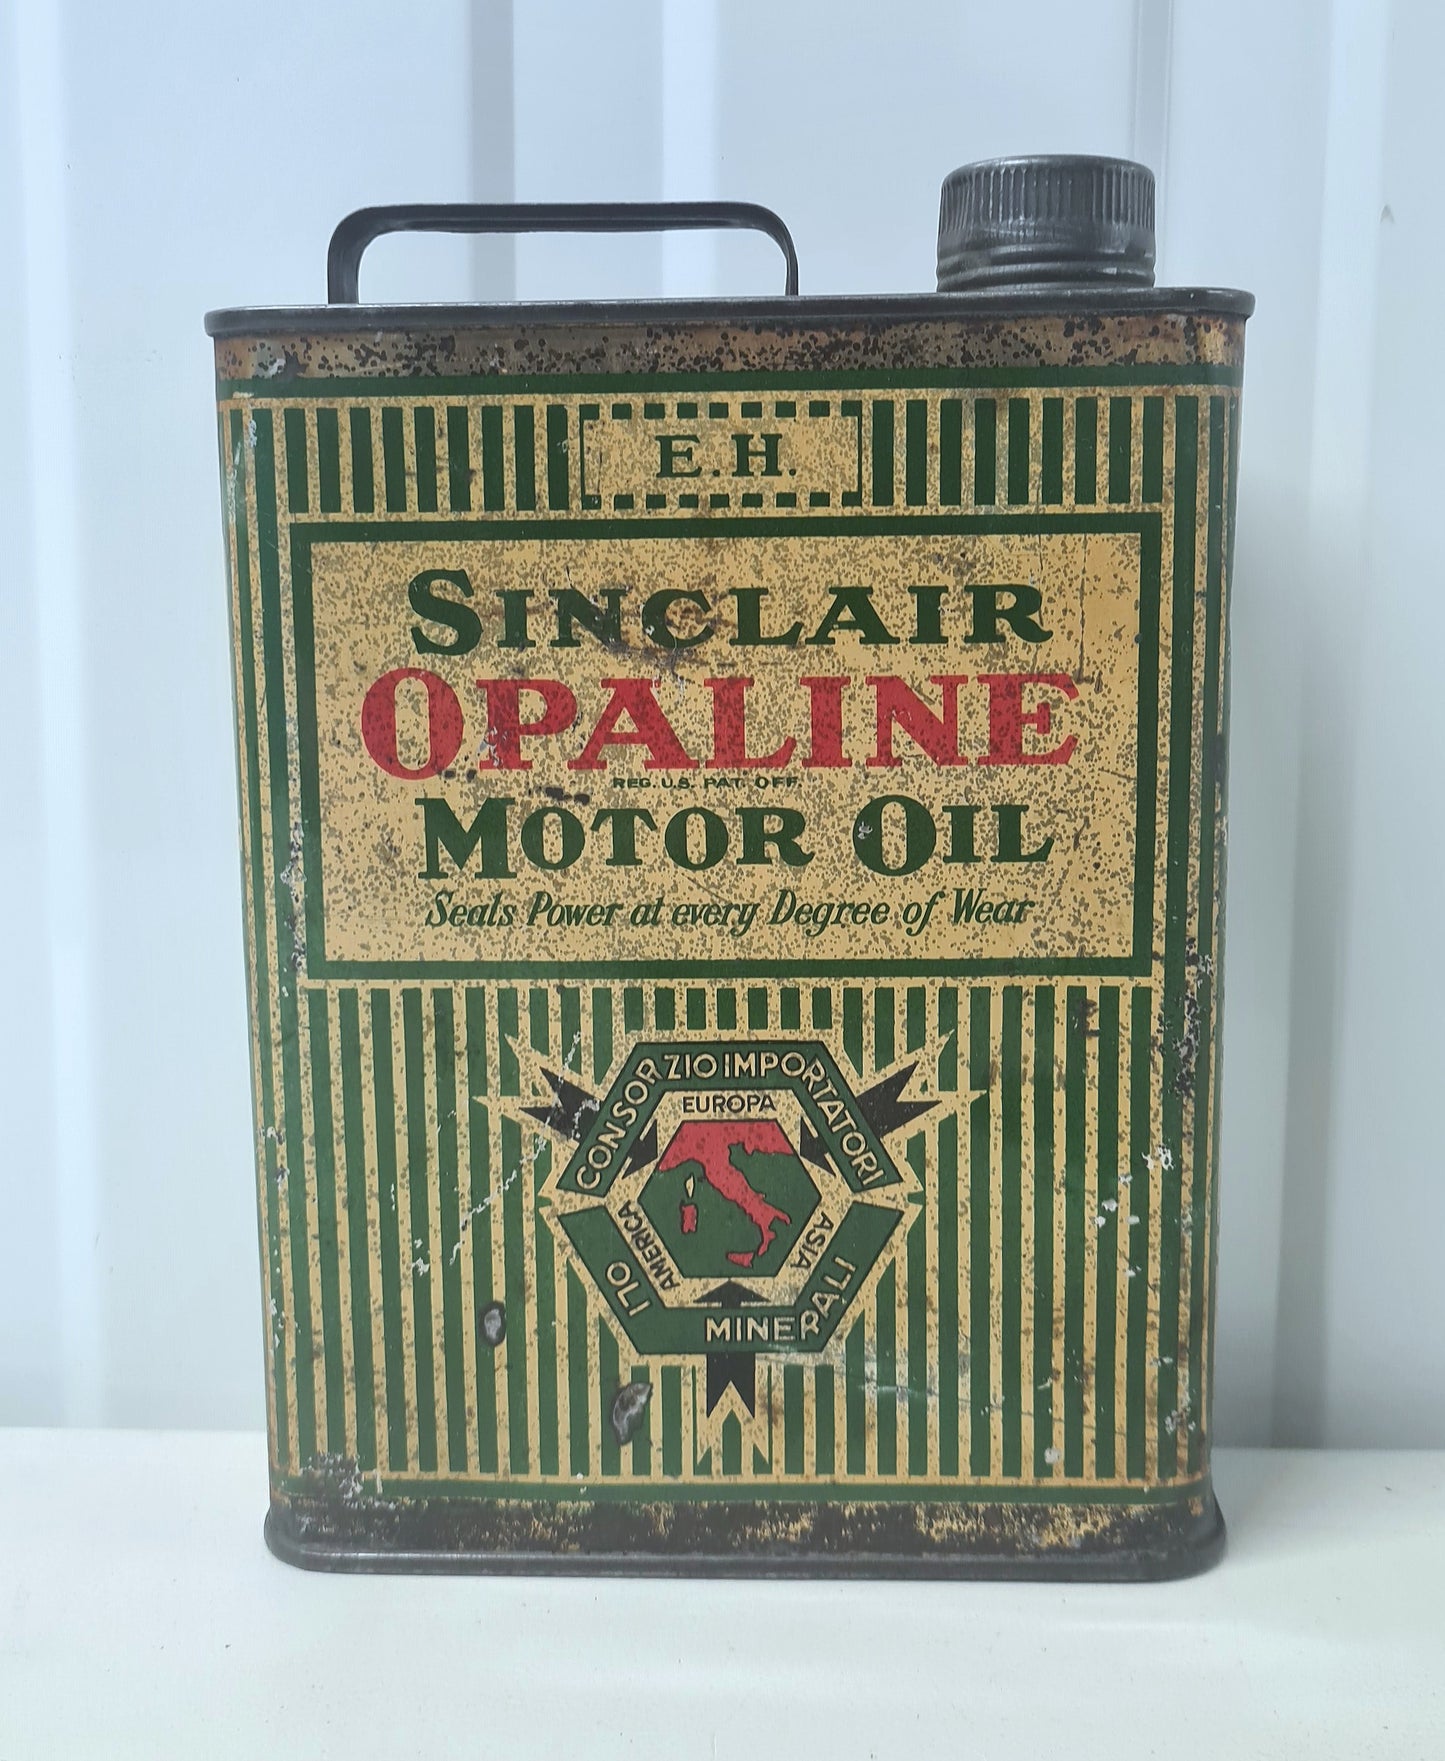 E.H.
SINCLAIR
OPALINE
REG. U.S. PAT. OFF.
MOTOR OIL
Seals Power at every Degree of Wear
CONSORZIO IMPORTATORI
EUROPA
AMERICA
ASIA
OLI MINERALI